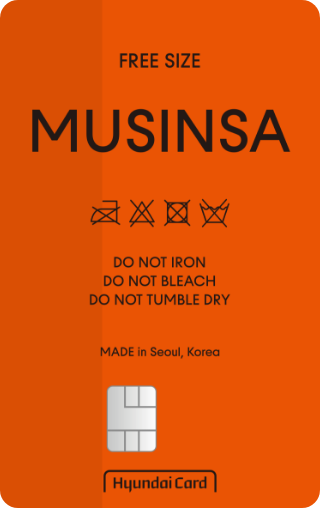 FREE SIZE
MUSINSA
DO NOT IRON
DO NOT BLEACH
DO NOT TUMBLE DRY
MADE in Seoul, Korea
Hyundai Card